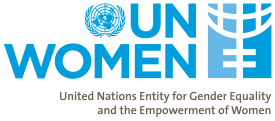 UN
WOMEN
United Nations Entity for Gender Equality
and the Empowerment of Women